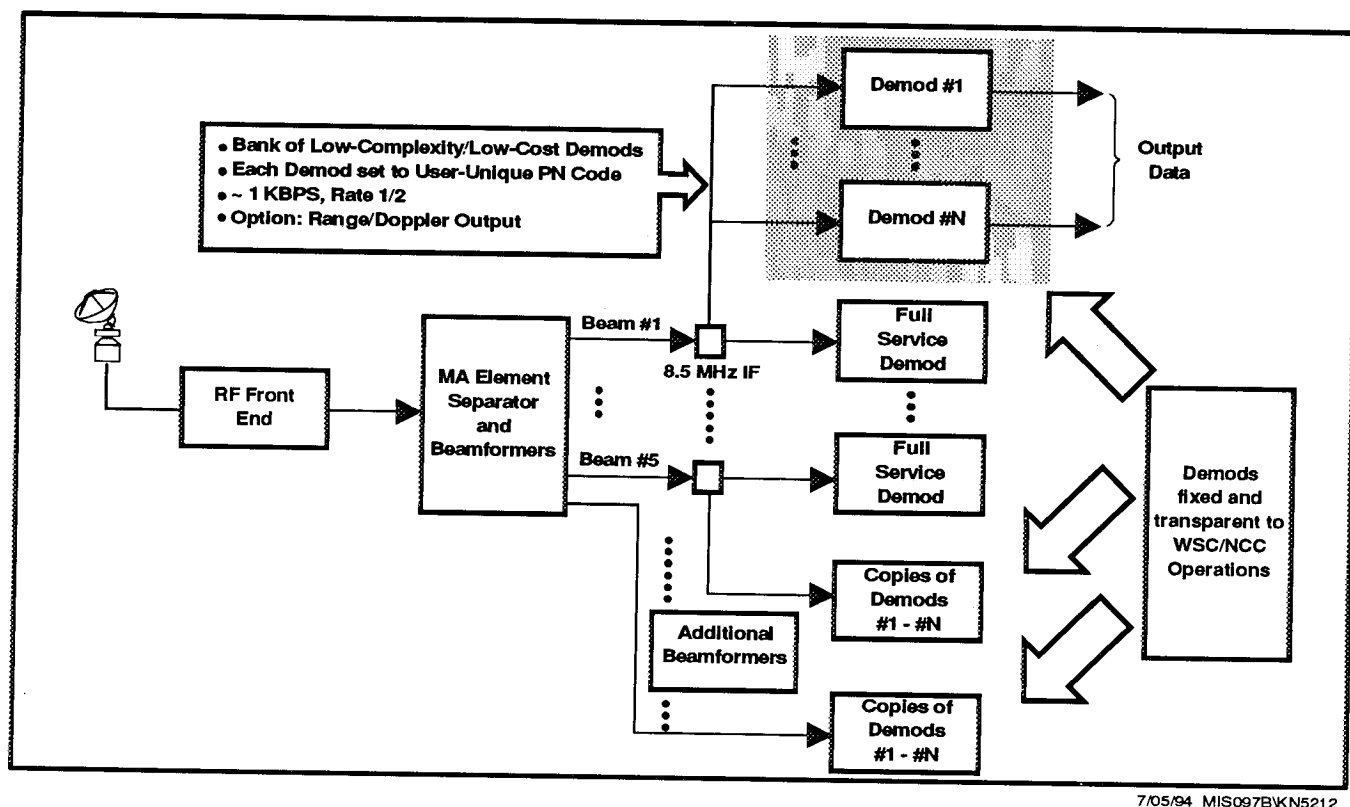 Demod #1
Demod #N
Output
Data
• Bank of Low-Complexity/Low-Cost Demods
• Each Demod set to User-Unique PN Code
• ~ 1 KBPS, Rate 1/2
• Option: Range/Doppler Output
RF Front
End
MA Element
Separator
and
Beamformers
Beam #1
8.5 MHz IF
Beam #5
Full
Service
Demod
Full
Service
Demod
Copies of
Demods
#1 - #N
Additional
Beamformers
Copies of
Demods
#1 - #N
Demods
fixed and
transparent to
WSC/NCC
Operations
7/05/94 MIS097B\KN5212